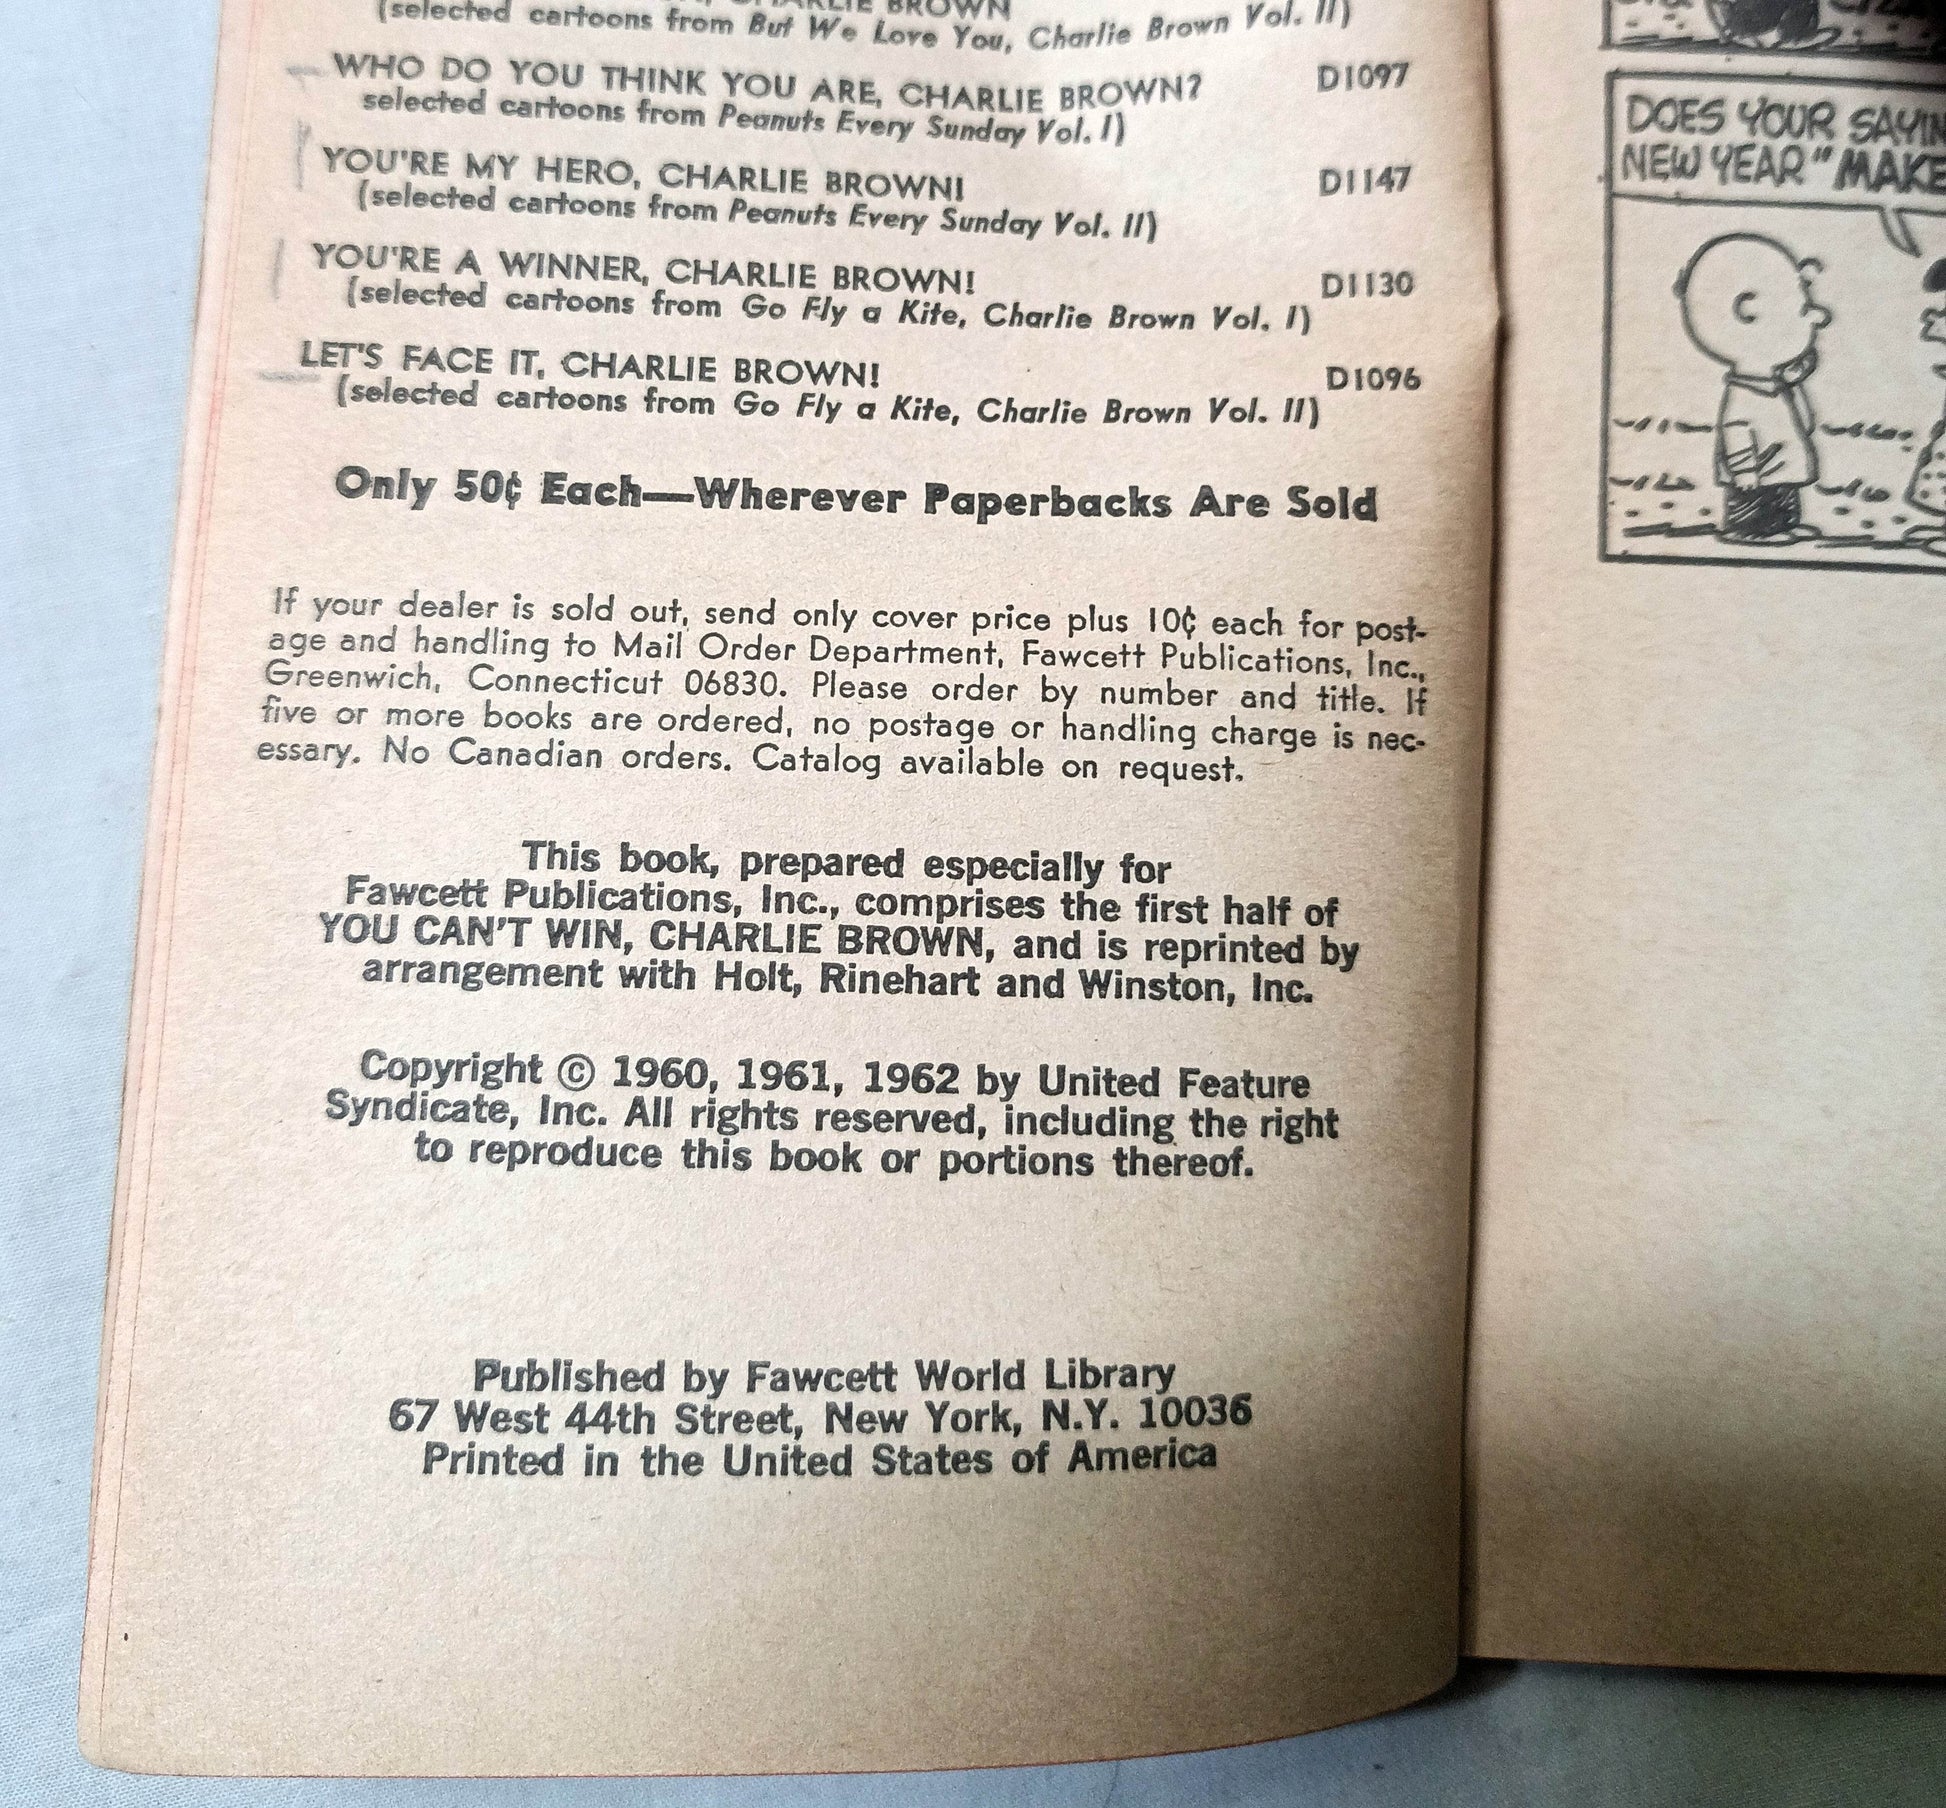 CHARLIE BROWN
(selected cartoons from But We Love You, Charlie Brown Vol. II)
WHO DO YOU THINK YOU ARE, CHARLIE BROWN? D1097
selected cartoons from Peanuts Every Sunday Vol. I)
YOU'RE MY HERO, CHARLIE BROWN! D1147
(selected cartoons from Peanuts Every Sunday Vol. II)
YOU'RE A WINNER, CHARLIE BROWN! D1130
(selected cartoons from Go Fly a Kite, Charlie Brown Vol. I)
LET'S FACE IT, CHARLIE BROWN! D1096
(selected cartoons from Go Fly a Kite, Charlie Brown Vol. II)
Only 50¢ Each—Wherever Paperbacks Are Sold
If your dealer is sold out, send only cover price plus 10¢ each for post-
age and handling to Mail Order Department, Fawcett Publications, Inc.,
Greenwich, Connecticut 06830. Please order by number and title. If
five or more books are ordered, no postage or handling charge is nec-
essary. No Canadian orders. Catalog available on request.
This book, prepared especially for
Fawcett Publications, Inc., comprises the first half of
YOU CAN'T WIN, CHARLIE BROWN, and is reprinted by
arrangement with Holt, Rinehart and Winston, Inc.
Copyright © 1960, 1961, 1962 by United Feature
Syndicate, Inc. All rights reserved, including the right
to reproduce this book or portions thereof.
Published by Fawcett World Library
67 West 44th Street, New York, N.Y. 10036
Printed in the United States of America
DOES YOUR
NEW YEAR" MAKE